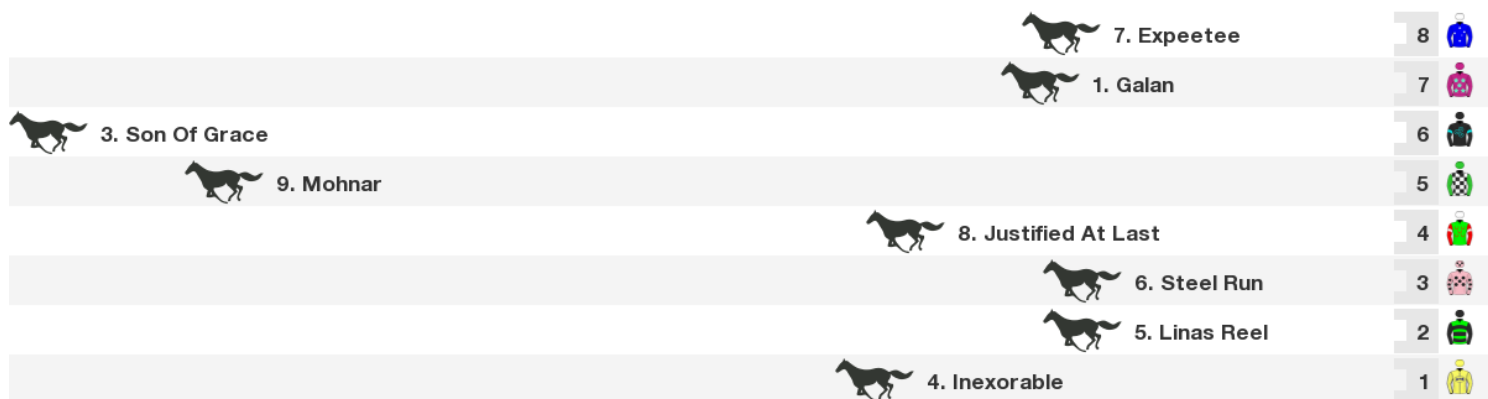 7. Expeetee 8
1. Galan 7
3. Son Of Grace 6
9. Mohnar 5
8. Justified At Last 4
6. Steel Run 3
5. Linas Reel 2
4. Inexorable 1